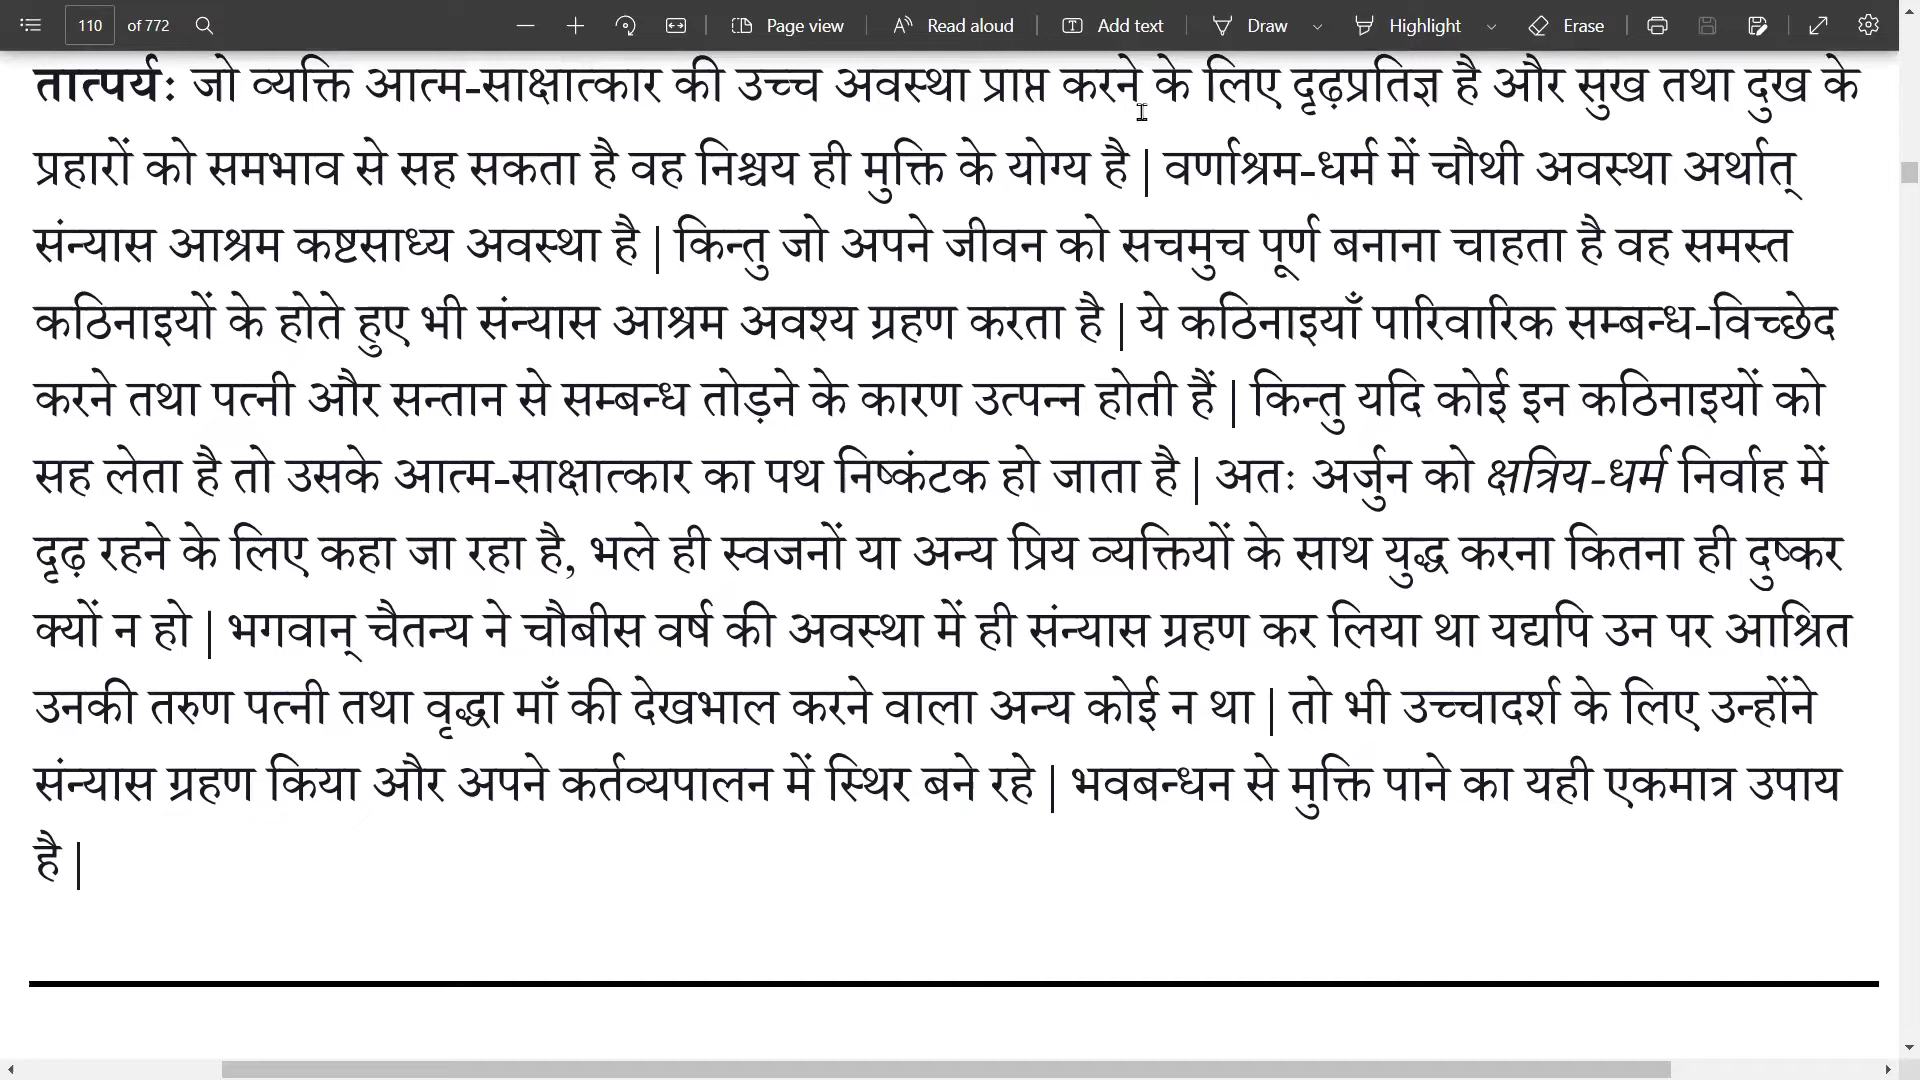 110 of 772 Page view Read aloud Add text Draw Highlight Erase
तात्पर्यः जो व्यक्ति आत्म-साक्षात्कार की उच्च अवस्था प्राप्त करने के लिए दृढ़प्रतिज्ञ है और सुख तथा दुख के
प्रहारों को समभाव से सह सकता है वह निश्चय ही मुक्ति के योग्य है | वर्णाश्रम-धर्म में चौथी अवस्था अर्थात्
संन्यास आश्रम कष्टसाध्य अवस्था है | किन्तु जो अपने जीवन को सचमुच पूर्ण बनाना चाहता है वह समस्त
कठिनाइयों के होते हुए भी संन्यास आश्रम अवश्य ग्रहण करता है | ये कठिनाइयाँ पारिवारिक सम्बन्ध-विच्छेद
करने तथा पत्नी और सन्तान से सम्बन्ध तोड़ने के कारण उत्पन्न होती हैं | किन्तु यदि कोई इन कठिनाइयों को
सह लेता है तो उसके आत्म-साक्षात्कार का पथ निष्कंटक हो जाता है | अतः अर्जुन को क्षत्रिय-धर्म निर्वाह में
दृढ़ रहने के लिए कहा जा रहा है, भले ही स्वजनों या अन्य प्रिय व्यक्तियों के साथ युद्ध करना कितना ही दुष्कर
क्यों न हो | भगवान् चैतन्य ने चौबीस वर्ष की अवस्था में ही संन्यास ग्रहण कर लिया था यद्यपि उन पर आश्रित
उनकी तरुण पत्नी तथा वृद्धा माँ की देखभाल करने वाला अन्य कोई न था | तो भी उच्चादर्श के लिए उन्होंने
संन्यास ग्रहण किया और अपने कर्तव्यपालन में स्थिर बने रहे | भवबन्धन से मुक्ति पाने का यही एकमात्र उपाय
है |